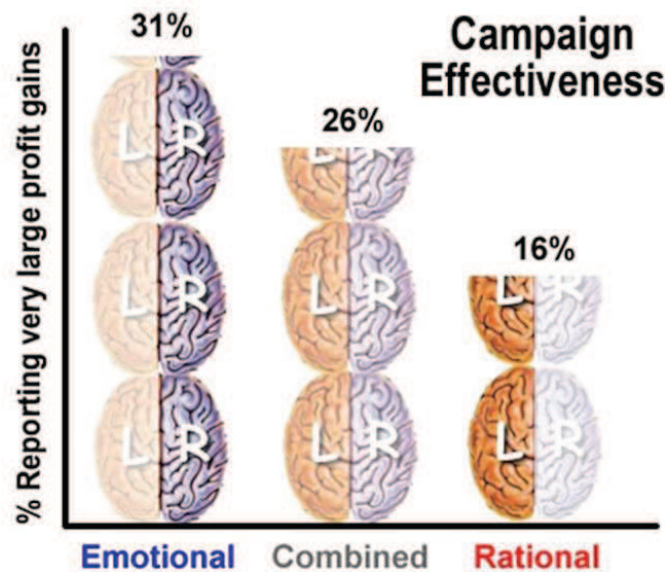 Campaign
Effectiveness
% Reporting very large profit gains
31%
26%
16%
L R
L R
L R
L R
L R
L R
L R
L R
Emotional Combined Rational